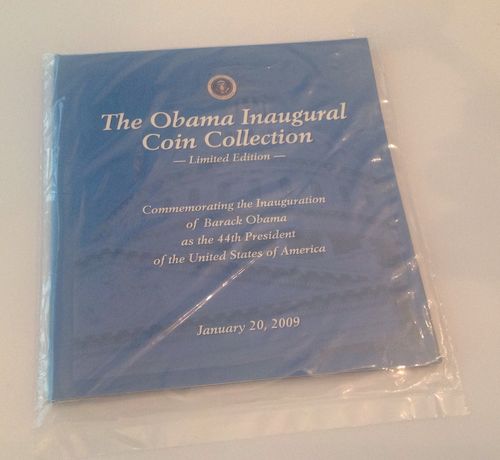 The Obama Inaugural
Coin Collection
— Limited Edition —
Commemorating the Inauguration
of Barack Obama
as the 44th President
of the United States of America
January 20, 2009